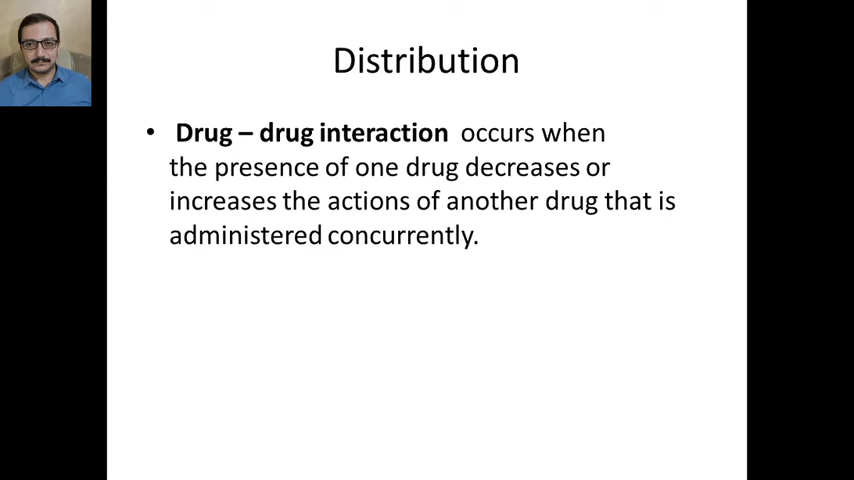 Distribution
• Drug – drug interaction occurs when
the presence of one drug decreases or
increases the actions of another drug that is
administered concurrently.